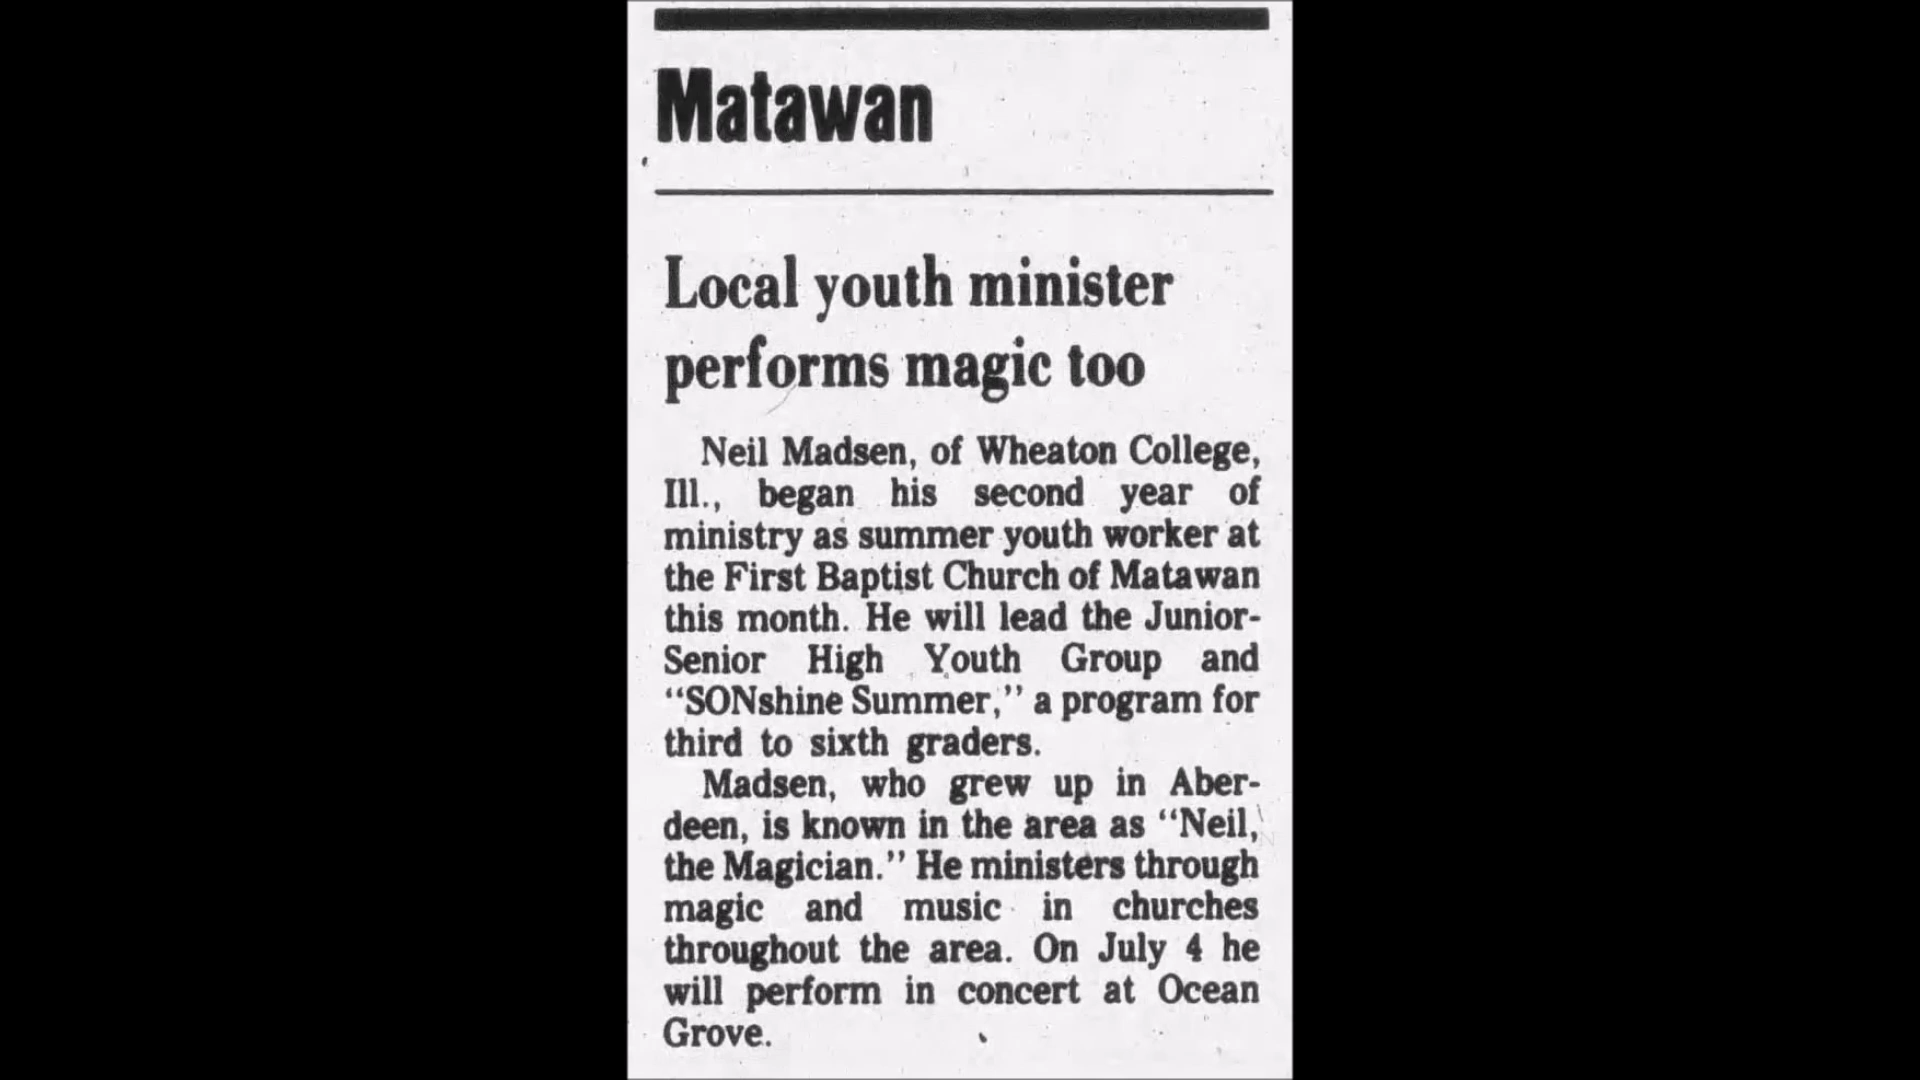 Matawan
Local youth minister
performs magic too
Neil Madsen, of Wheaton College,
Ill., began his second year of
ministry as summer youth worker at
the First Baptist Church of Matawan
this month. He will lead the Junior-
Senior High Youth Group and
"SONshine Summer," a program for
third to sixth graders.
Madsen, who grew up in Aber-
deen, is known in the area as "Neil,
the Magician." He ministers through
magic and music in churches
throughout the area. On July 4 he
will perform in concert at Ocean
Grove.